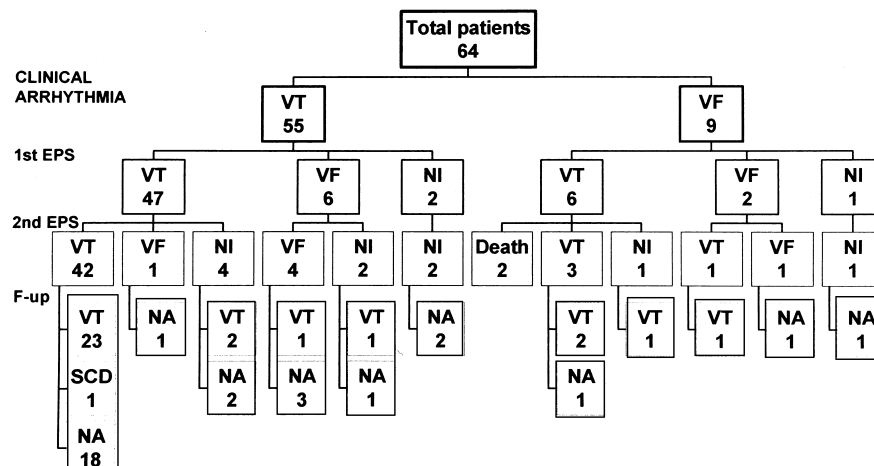 Total patients
64
CLINICAL
ARRHYTHMIA
VT VF
55 9
1st EPS
VT VF NI VT VF NI
47 6 2 6 2 1
2nd EPS
VT VF NI VF NI NI Death VT NI VT VF NI
42 1 4 4 2 2 2 3 1 1 1 1
F-up
VT NA VT VT VT NA VT VT VT NA NA
23 1 2 1 1 2 2 1 1 1 1
SCD NA NA NA NA
1 2 3 1 1
NA
18